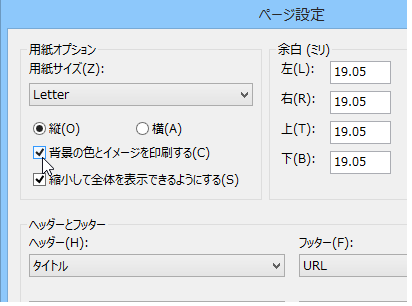 ページ設定
用紙オプション
用紙サイズ(Z):
Letter
縦(O) 横(A)
背景の色とイメージを印刷する(C)
縮小して全体を表示できるようにする(S)
余白 (ミリ)
左(L): 19.05
右(R): 19.05
上(T): 19.05
下(B): 19.05
ヘッダーとフッター
ヘッダー(H): フッター(F):
タイトル URL